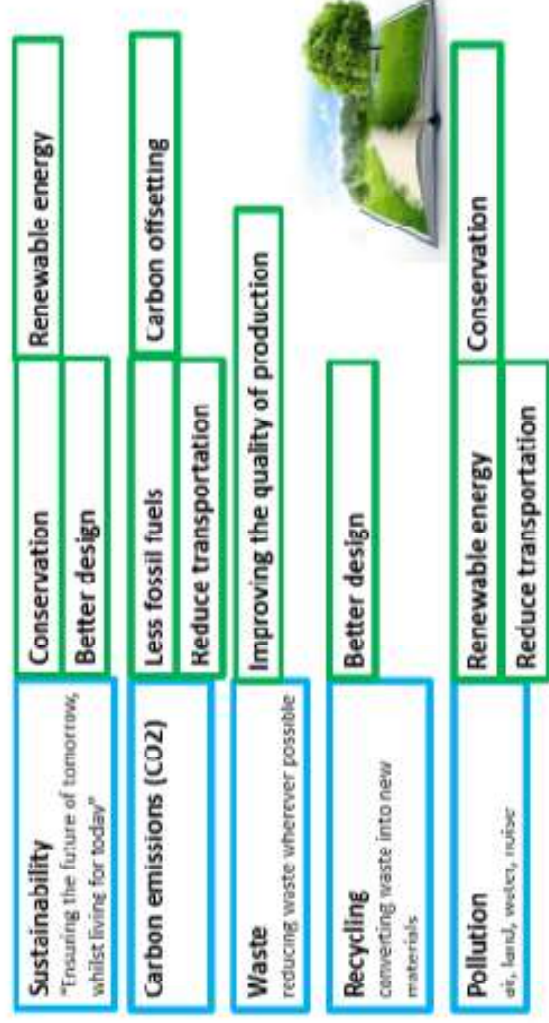 Sustainability
"Ensuring the future of tomorrow,
whilst living for today"
Conservation
Renewable energy
Better design
Carbon emissions (CO2)
Less fossil fuels
Carbon offsetting
Reduce transportation
Waste
reducing waste wherever possible
Improving the quality of production
Recycling
converting waste into new
materials
Better design
Pollution
air, land, water, noise
Renewable energy
Conservation
Reduce transportation